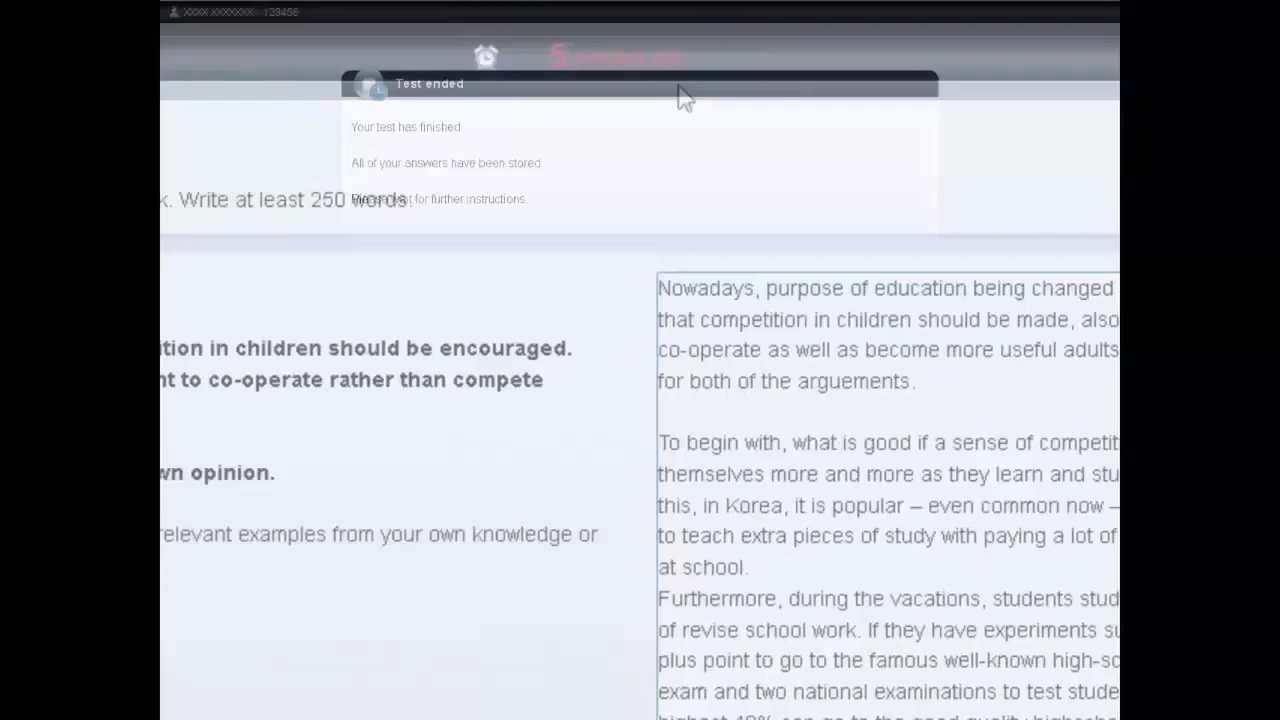 XXXX XXXXXXX - 123456
Test ended
Your test has finished
All of your answers have been stored
for further instructions.
k. Write at least 250 words.
ition in children should be encouraged.
nt to co-operate rather than compete
wn opinion.
relevant examples from your own knowledge or
Nowadays, purpose of education being changed
that competition in children should be made, also
co-operate as well as become more useful adults
for both of the arguements.
To begin with, what is good if a sense of competit
themselves more and more as they learn and stu
this, in Korea, it is popular – even common now –
to teach extra pieces of study with paying a lot of
at school.
Furthermore, during the vacations, students stud
of revise school work. If they have experiments su
plus point to go to the famous well-known high-sc
exam and two national examinations to test stude